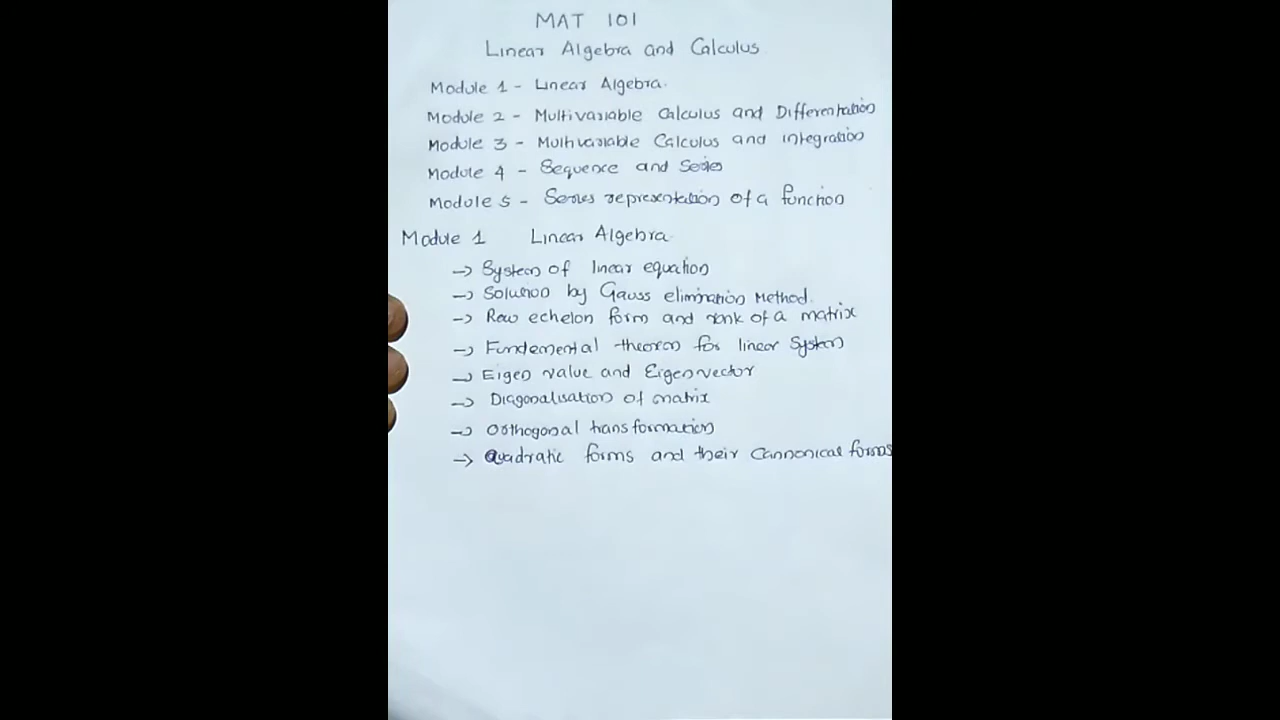 MAT 101
Linear Algebra and Calculus
Module 1 - Linear Algebra.
Module 2 - Multivariable Calculus and Differentiation
Module 3 - Multivariable Calculus and integration
Module 4 - Sequence and Series
Module 5 - Series representation of a function
Module 1 Linear Algebra
→ System of linear equation
→ Solution by Gauss elimination Method.
→ Row echelon form and rank of a matrix
→ Fundemental theorem for linear System
→ Eigen value and Eigen vector
→ Diagonalisation of matrix
→ Orthogonal transformation
→ Quadratic forms and their Cannonical forms